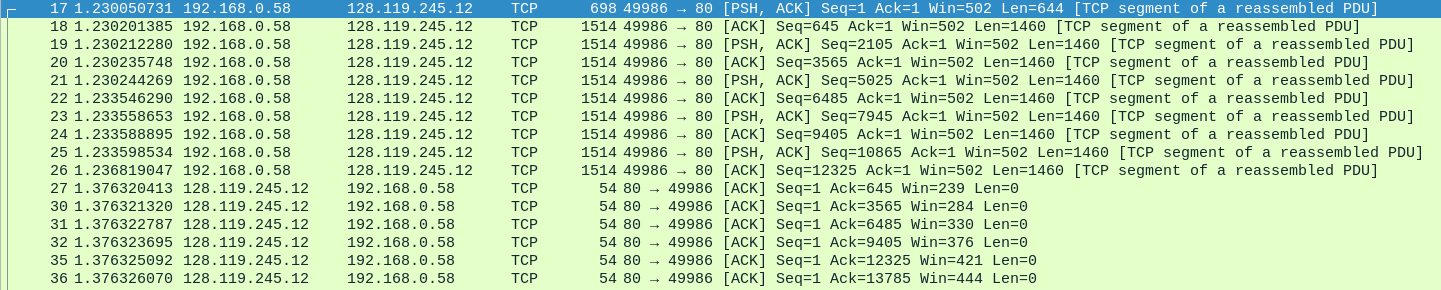 17 1.230050731 192.168.0.58 128.119.245.12 TCP 698 49986 → 80 [PSH, ACK] Seq=1 Ack=1 Win=502 Len=644 [TCP segment of a reassembled PDU]
18 1.230201385 192.168.0.58 128.119.245.12 TCP 1514 49986 → 80 [ACK] Seq=645 Ack=1 Win=502 Len=1460 [TCP segment of a reassembled PDU]
19 1.230212280 192.168.0.58 128.119.245.12 TCP 1514 49986 → 80 [PSH, ACK] Seq=2105 Ack=1 Win=502 Len=1460 [TCP segment of a reassembled PDU]
20 1.230235748 192.168.0.58 128.119.245.12 TCP 1514 49986 → 80 [ACK] Seq=3565 Ack=1 Win=502 Len=1460 [TCP segment of a reassembled PDU]
21 1.230244269 192.168.0.58 128.119.245.12 TCP 1514 49986 → 80 [PSH, ACK] Seq=5025 Ack=1 Win=502 Len=1460 [TCP segment of a reassembled PDU]
22 1.233546290 192.168.0.58 128.119.245.12 TCP 1514 49986 → 80 [ACK] Seq=6485 Ack=1 Win=502 Len=1460 [TCP segment of a reassembled PDU]
23 1.233558653 192.168.0.58 128.119.245.12 TCP 1514 49986 → 80 [PSH, ACK] Seq=7945 Ack=1 Win=502 Len=1460 [TCP segment of a reassembled PDU]
24 1.233588895 192.168.0.58 128.119.245.12 TCP 1514 49986 → 80 [ACK] Seq=9405 Ack=1 Win=502 Len=1460 [TCP segment of a reassembled PDU]
25 1.233598534 192.168.0.58 128.119.245.12 TCP 1514 49986 → 80 [PSH, ACK] Seq=10865 Ack=1 Win=502 Len=1460 [TCP segment of a reassembled PDU]
26 1.236819047 192.168.0.58 128.119.245.12 TCP 1514 49986 → 80 [ACK] Seq=12325 Ack=1 Win=502 Len=1460 [TCP segment of a reassembled PDU]
27 1.376320413 128.119.245.12 192.168.0.58 TCP 54 80 → 49986 [ACK] Seq=1 Ack=645 Win=239 Len=0
30 1.376321320 128.119.245.12 192.168.0.58 TCP 54 80 → 49986 [ACK] Seq=1 Ack=3565 Win=284 Len=0
31 1.376322787 128.119.245.12 192.168.0.58 TCP 54 80 → 49986 [ACK] Seq=1 Ack=6485 Win=330 Len=0
32 1.376323695 128.119.245.12 192.168.0.58 TCP 54 80 → 49986 [ACK] Seq=1 Ack=9405 Win=376 Len=0
35 1.376325092 128.119.245.12 192.168.0.58 TCP 54 80 → 49986 [ACK] Seq=1 Ack=12325 Win=421 Len=0
36 1.376326070 128.119.245.12 192.168.0.58 TCP 54 80 → 49986 [ACK] Seq=1 Ack=13785 Win=444 Len=0